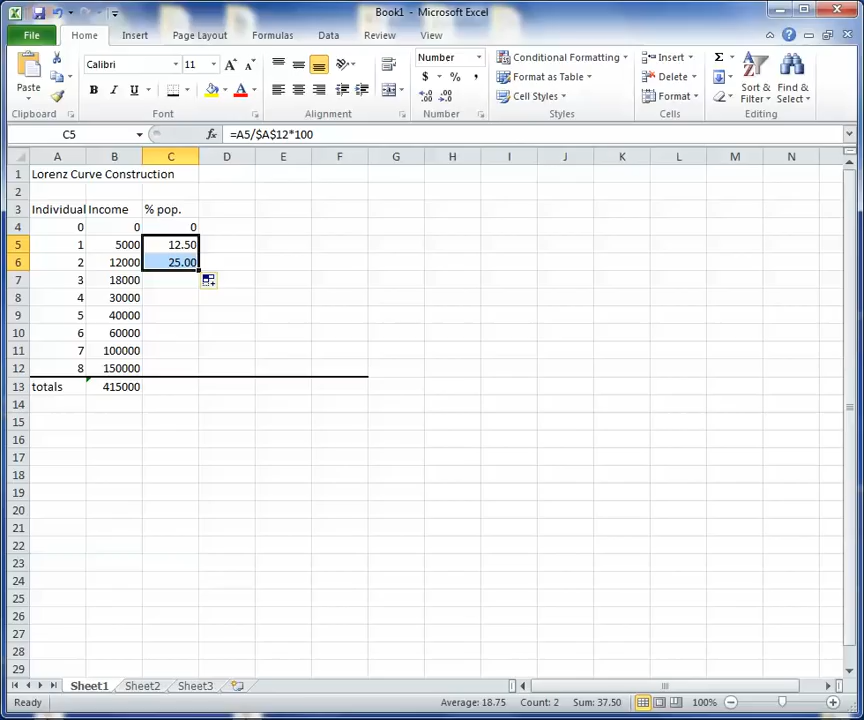 Book1 - Microsoft Excel
File Home Insert Page Layout Formulas Data Review View
Paste
Calibri 11
B I U
A A
Number
$ % ,
Conditional Formatting
Format as Table
Cell Styles
Insert
Delete
Format
Σ
Sort & Filter
Find & Select
Clipboard Font Alignment Number Styles Cells Editing
C5 fx =A5/$A$12*100
A B C D E F G H I J K L M N
1 Lorenz Curve Construction
2
3 Individual Income % pop.
4 0 0 0
5 1 5000 12.50
6 2 12000 25.00
7 3 18000
8 4 30000
9 5 40000
10 6 60000
11 7 100000
12 8 150000
13 totals 415000
14
15
16
17
18
19
20
21
22
23
24
25
26
27
28
29
Sheet1 Sheet2 Sheet3
Ready Average: 18.75 Count: 2 Sum: 37.50 100%